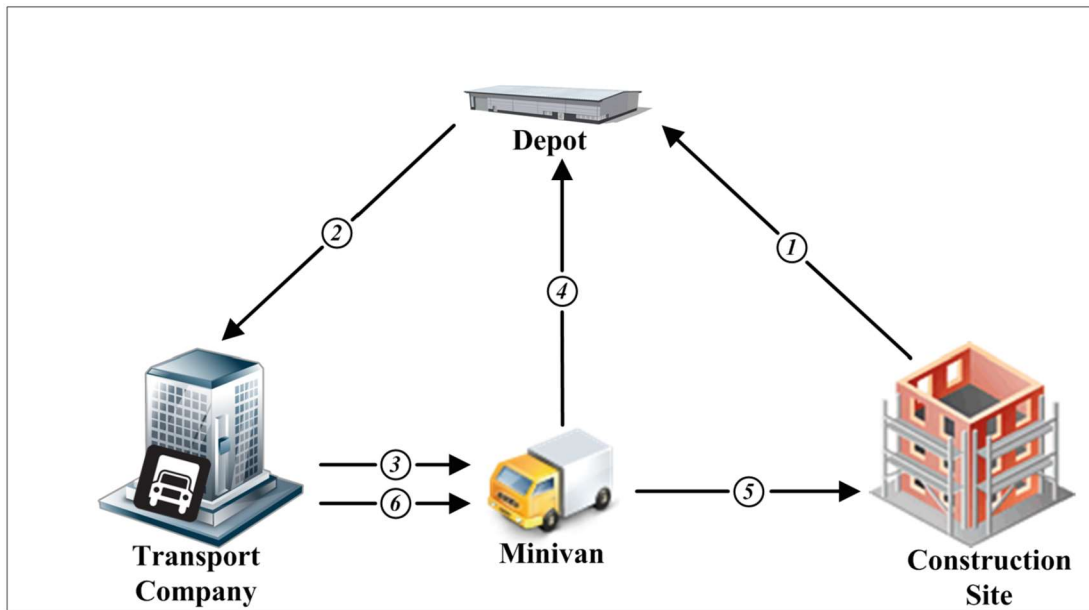 Depot
2
1
4
3
6
5
Transport
Company
Minivan
Construction
Site